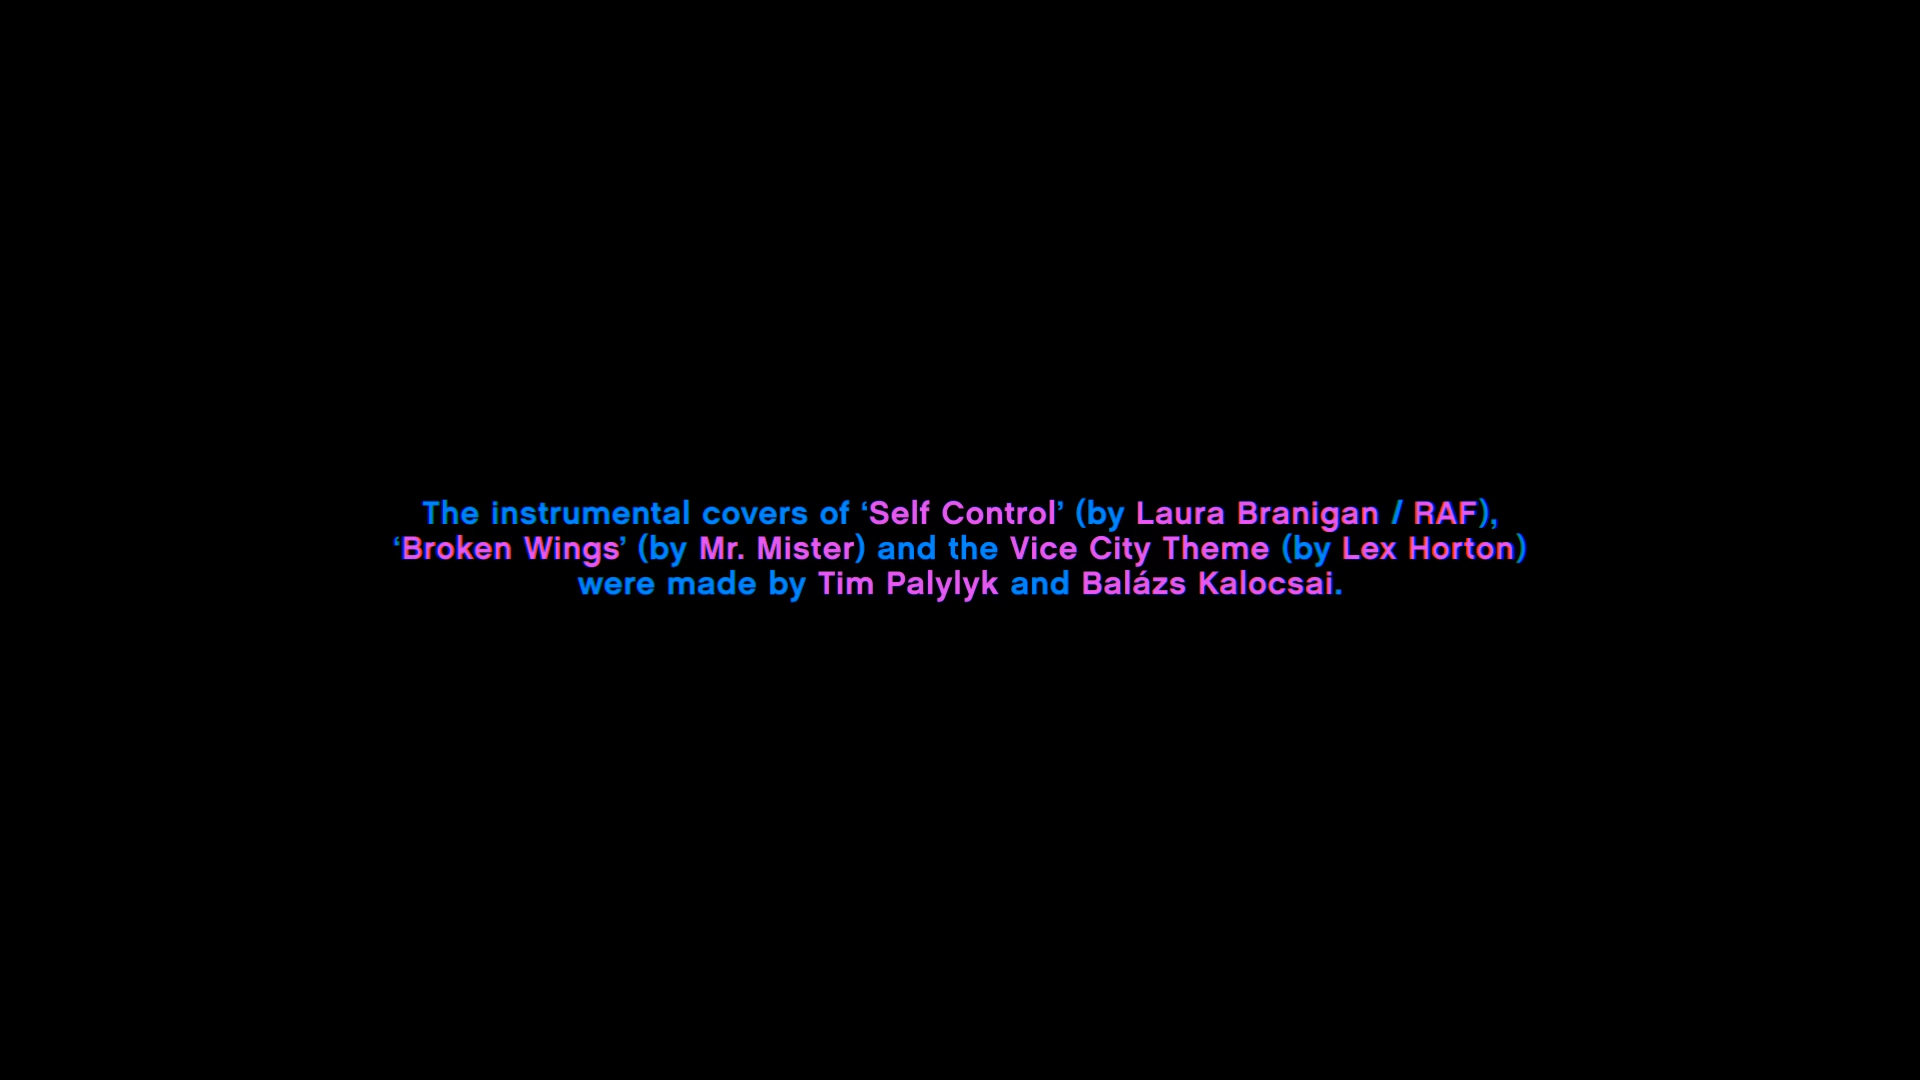 The instrumental covers of ‘Self Control’ (by Laura Branigan / RAF),
‘Broken Wings’ (by Mr. Mister) and the Vice City Theme (by Lex Horton)
were made by Tim Palylyk and Balázs Kalocsai.